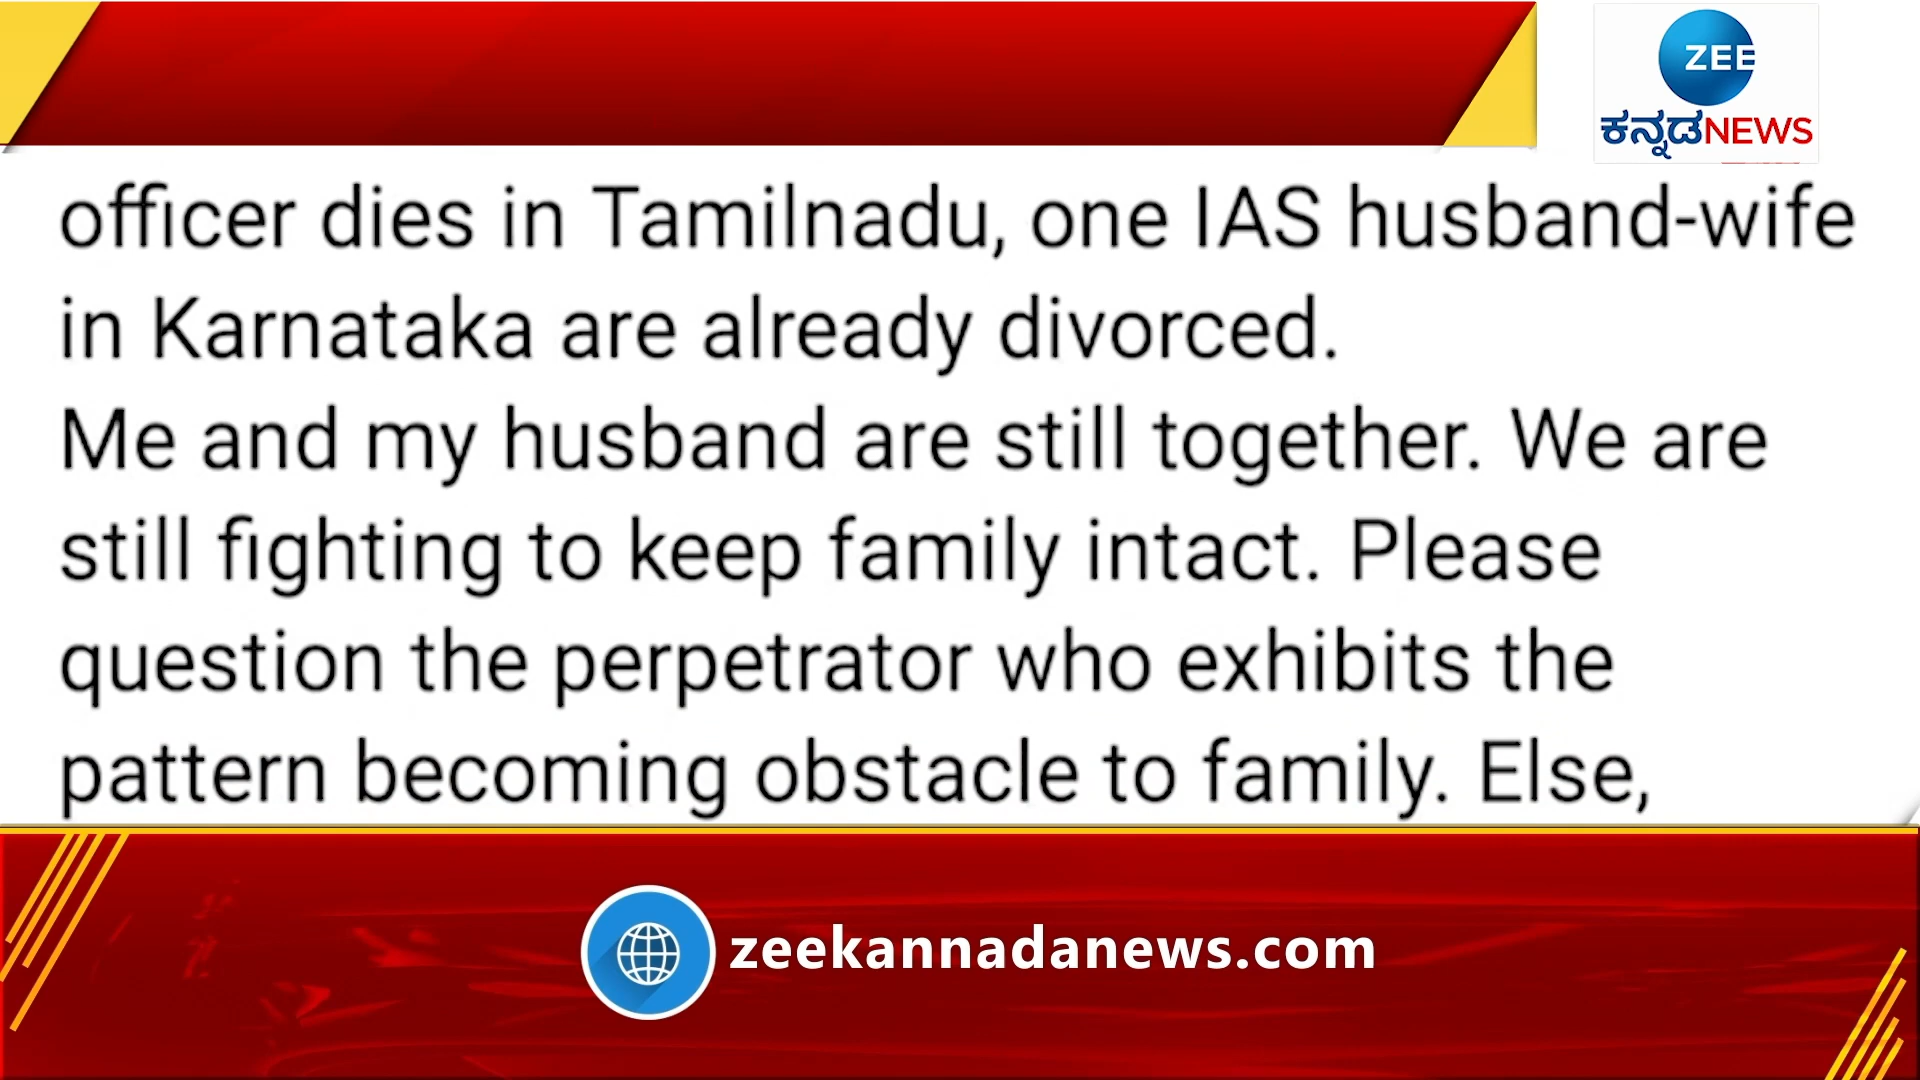 ZEE
ಕನ್ನಡNEWS
officer dies in Tamilnadu, one IAS husband-wife
in Karnataka are already divorced.
Me and my husband are still together. We are
still fighting to keep family intact. Please
question the perpetrator who exhibits the
pattern becoming obstacle to family. Else,
zeekannadanews.com